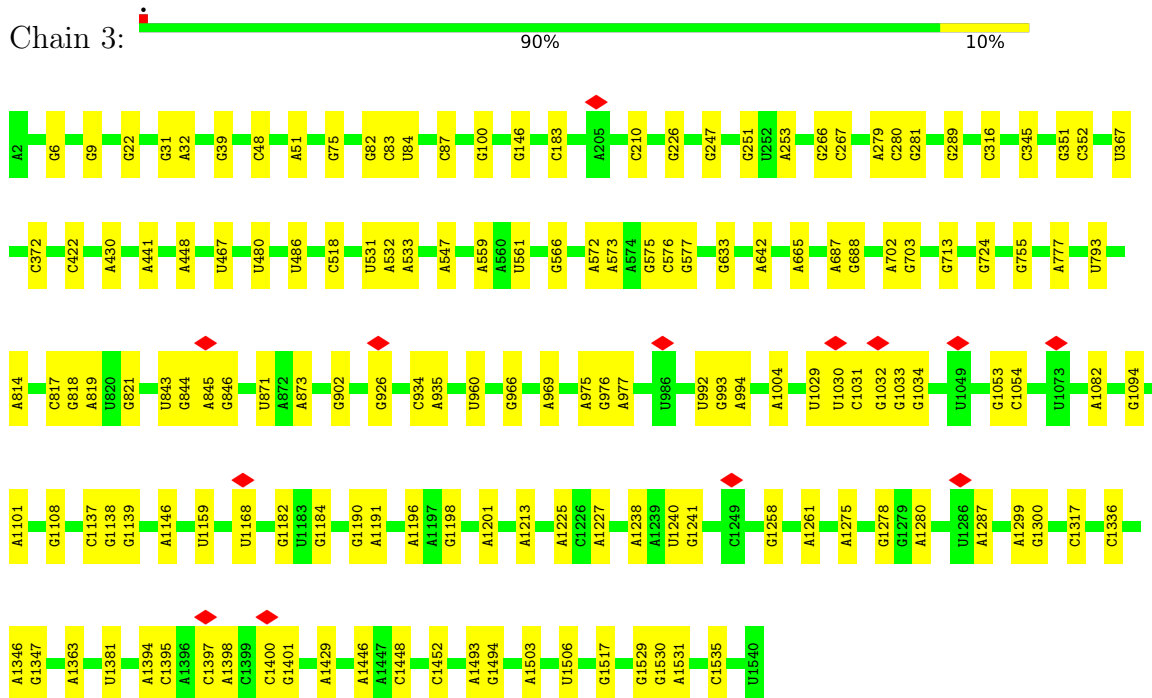 Chain 3: 90% 10%
A2 G6 G9 G22 G31 A32 G39 C48 A51 G75 G82 C83 U84 C87 G100 G146 C183 A205 C210 G226 G247 G251 U252 A253 G266 C267 A279 C280 G281 G289 C316 C345 G351 C352 U367
C372 C422 A430 A441 A448 U467 U480 U486 C518 U531 A532 A533 A547 A559 A560 U561 G566 A572 A573 A574 G575 C576 G577 G633 A642 A665 A687 G688 A702 G703 G713 G724 G755 A777 U793
A814 C817 G818 A819 U820 G821 U843 G844 A845 G846 U871 A872 A873 G902 G926 C934 A935 U960 G966 A969 A975 G976 A977 U986 U992 G993 A994 A1004 U1029 U1030 C1031 G1032 G1033 G1034 U1049 G1053 C1054 U1073 A1082 G1094
A1101 G1108 C1137 G1138 G1139 A1146 U1159 U1168 G1182 U1183 G1184 G1190 A1191 A1196 A1197 G1198 A1201 A1213 A1225 C1226 A1227 A1238 A1239 U1240 G1241 C1249 G1258 A1261 A1275 G1278 G1279 A1280 U1286 A1287 A1299 G1300 C1317 C1336
A1346 G1347 A1363 U1381 A1394 C1395 A1396 C1397 A1398 C1399 C1400 G1401 A1429 A1446 A1447 C1448 C1452 A1493 G1494 A1503 U1506 G1517 G1529 G1530 A1531 C1535 U1540